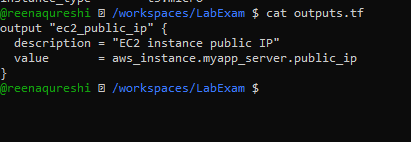 @reenaqureshi /workspaces/LabExam $ cat outputs.tf
output "ec2_public_ip" {
  description = "EC2 instance public IP"
  value       = aws_instance.myapp_server.public_ip
}
@reenaqureshi /workspaces/LabExam $